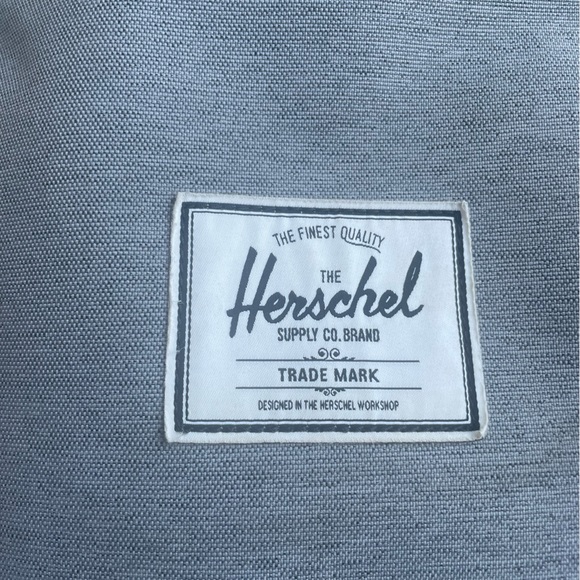 THE FINEST QUALITY
THE
Herschel
SUPPLY CO. BRAND
TRADE MARK
DESIGNED IN THE HERSCHEL WORKSHOP